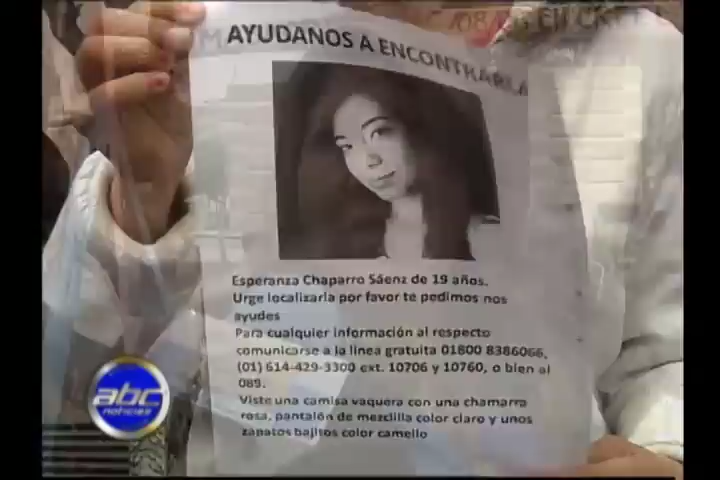 AYUDANOS A ENCONTRARLA
Esperanza Chaparro Sáenz de 19 años.
Urge localizarla por favor te pedimos nos
ayudes
Para cualquier información al respecto
comunicarse a la linea gratuita 01800 8386066,
(01) 614-429-3300 ext. 10706 y 10760, o bien al
089.
Viste una camisa vaquera con una chamarra
rosa, pantalón de mezclilla color claro y unos
zapatos bajitos color camello
abc
noticias